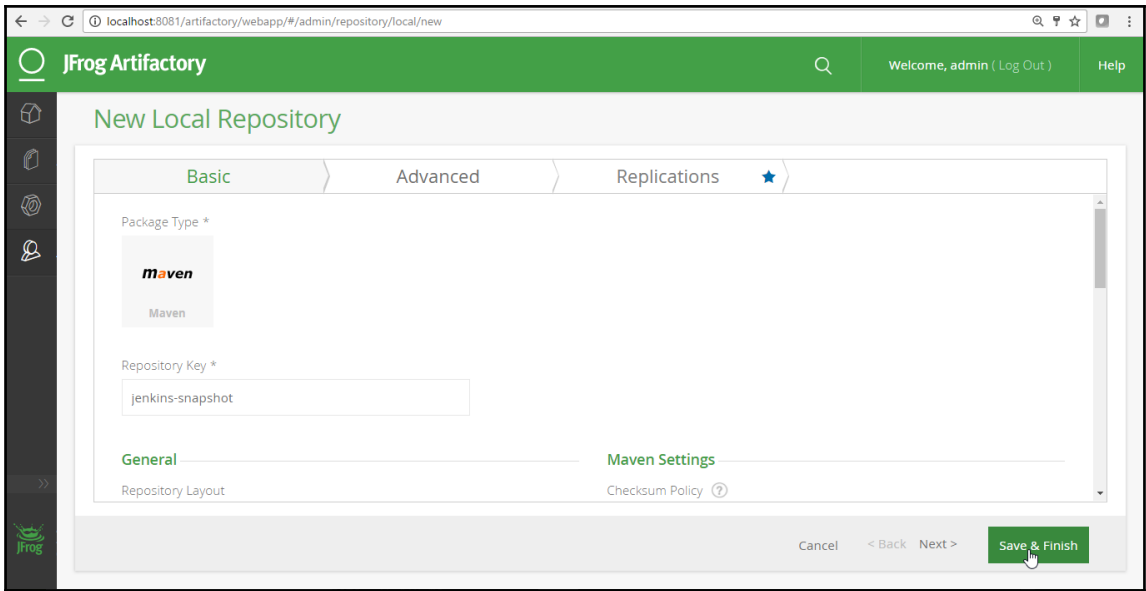 localhost:8081/artifactory/webapp/#/admin/repository/local/new
JFrog Artifactory
Welcome, admin ( Log Out )
Help
New Local Repository
Basic
Advanced
Replications
Package Type *
maven
Maven
Repository Key *
jenkins-snapshot
General
Maven Settings
Repository Layout
Checksum Policy ?
>>
JFrog
Cancel
< Back
Next >
Save & Finish